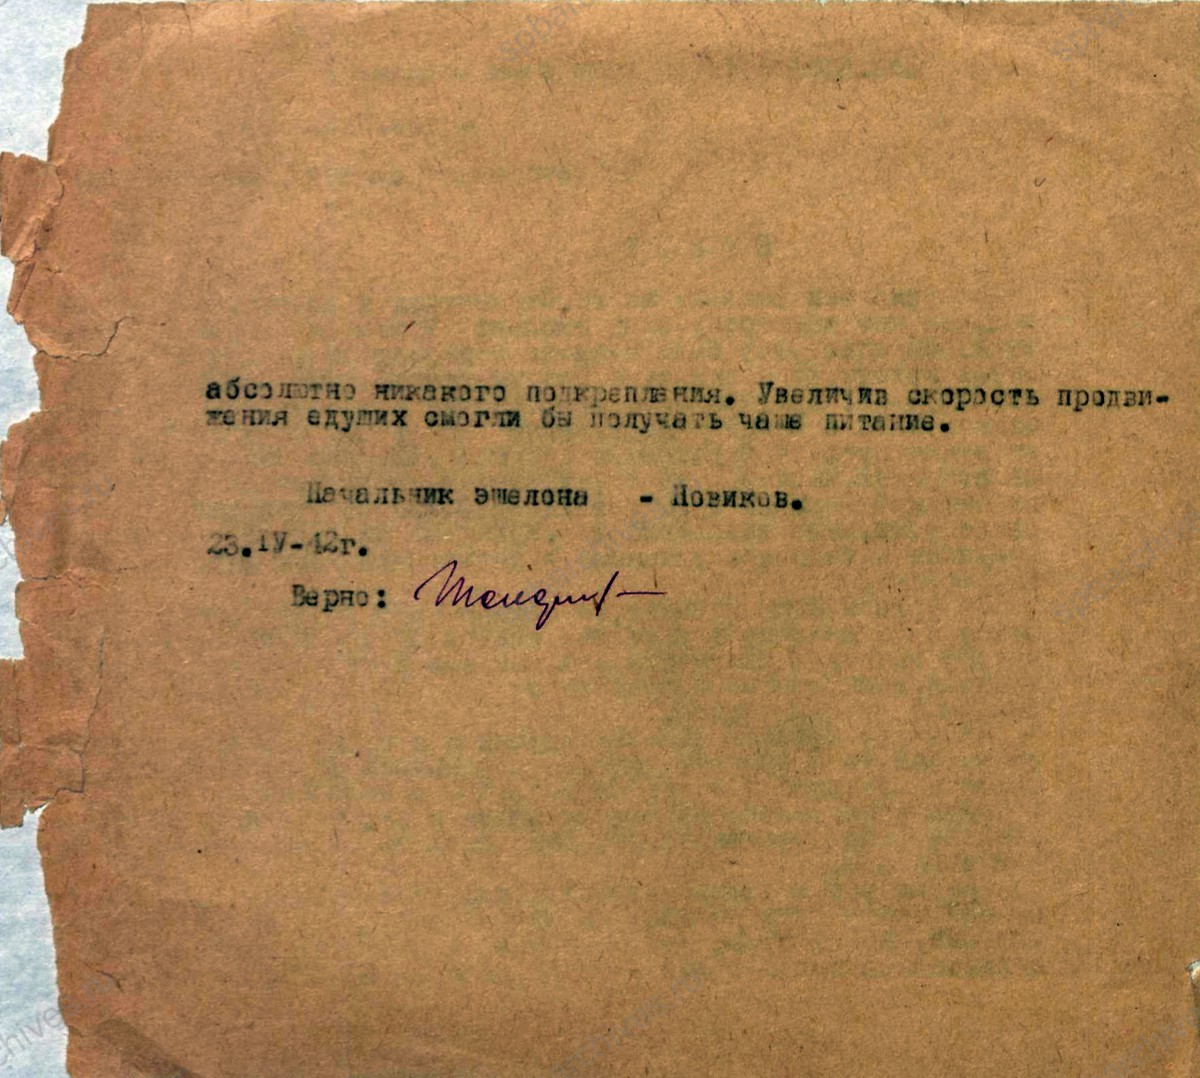 абсолютно никакого подкрепления. Увеличив скорость продви-
жения едущих смогли бы получать чаще питание.
Начальник эшелона - Новиков.
23.IV-42г.
Верно: